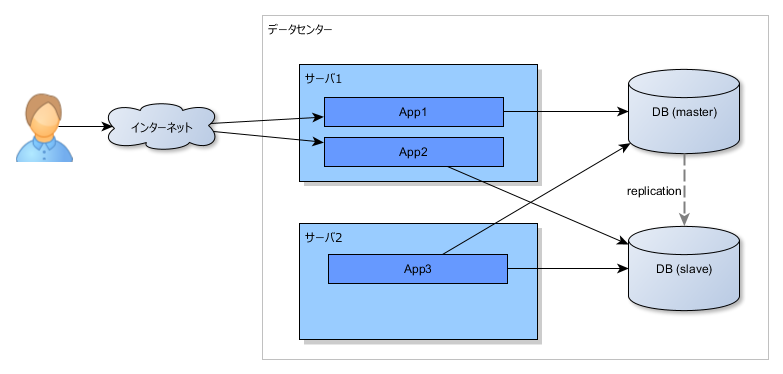 データセンター
サーバ1
App1
DB (master)
インターネット
App2
replication
サーバ2
App3
DB (slave)